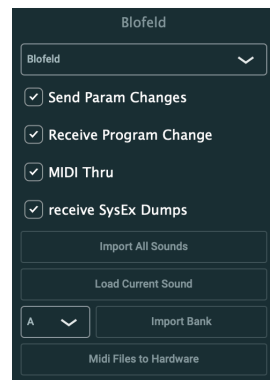 Blofeld
Blofeld
Send Param Changes
Receive Program Change
MIDI Thru
receive SysEx Dumps
Import All Sounds
Load Current Sound
A Import Bank
Midi Files to Hardware